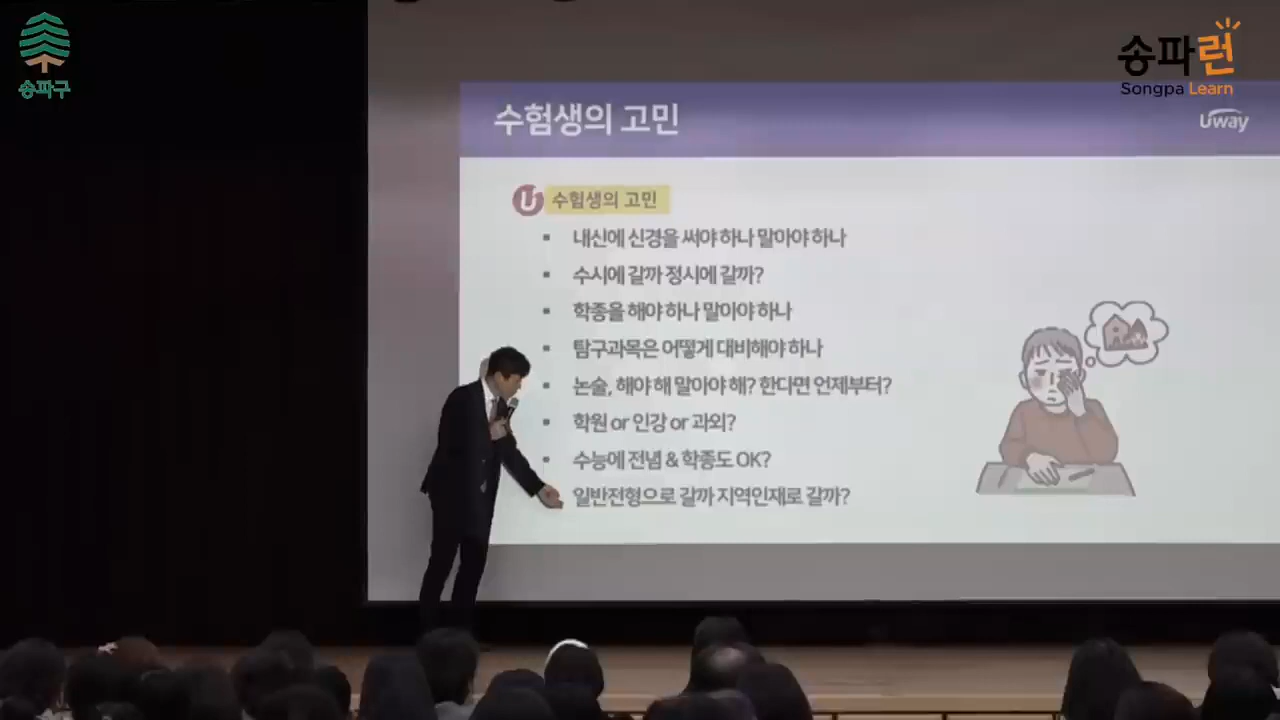 송파구
송파런
Songpa Learn
Uway
수험생의 고민
수험생의 고민
내신에 신경을 써야 하나 말아야 하나
수시에 갈까 정시에 갈까?
학종을 해야 하나 말아야 하나
탐구과목은 어떻게 대비해야 하나
논술, 해야 해 말아야 해? 한다면 언제부터?
학원 or 인강 or 과외?
수능에 전념 & 학종도 OK?
일반전형으로 갈까 지역인재로 갈까?